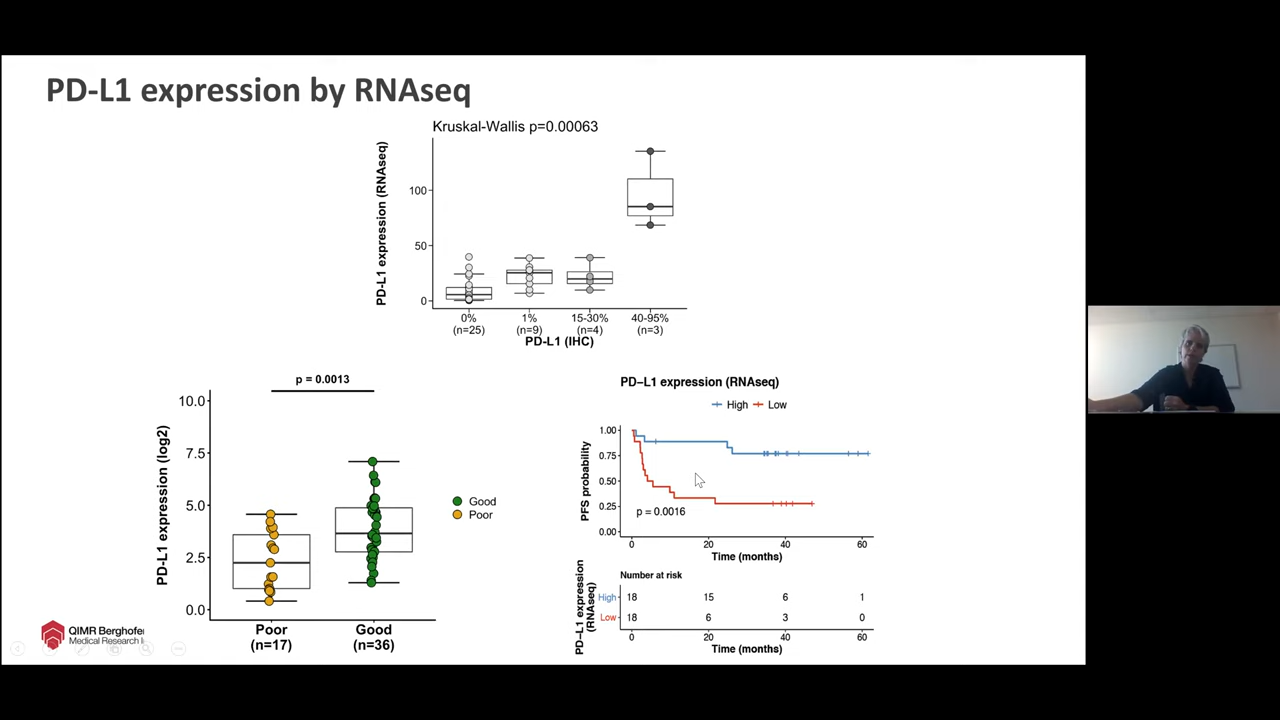 PD-L1 expression by RNAseq
Kruskal-Wallis p=0.00063
PD-L1 expression (RNAseq)
100
50
0
0% 1% 15-30% 40-95%
(n=25) (n=9) (n=4) (n=3)
PD-L1 (IHC)
p = 0.0013
PD-L1 expression (log2)
10.0
7.5
5.0
2.5
0.0
Poor Good
(n=17) (n=36)
Good
Poor
PD–L1 expression (RNAseq)
High Low
PFS probability
1.00
0.75
0.50
0.25
0.00
p = 0.0016
0 20 40 60
Time (months)
Number at risk
PD–L1 expression
(RNAseq)
High 18 15 6 1
Low 18 6 3 0
0 20 40 60
Time (months)
QIMR Berghofer
Medical Research